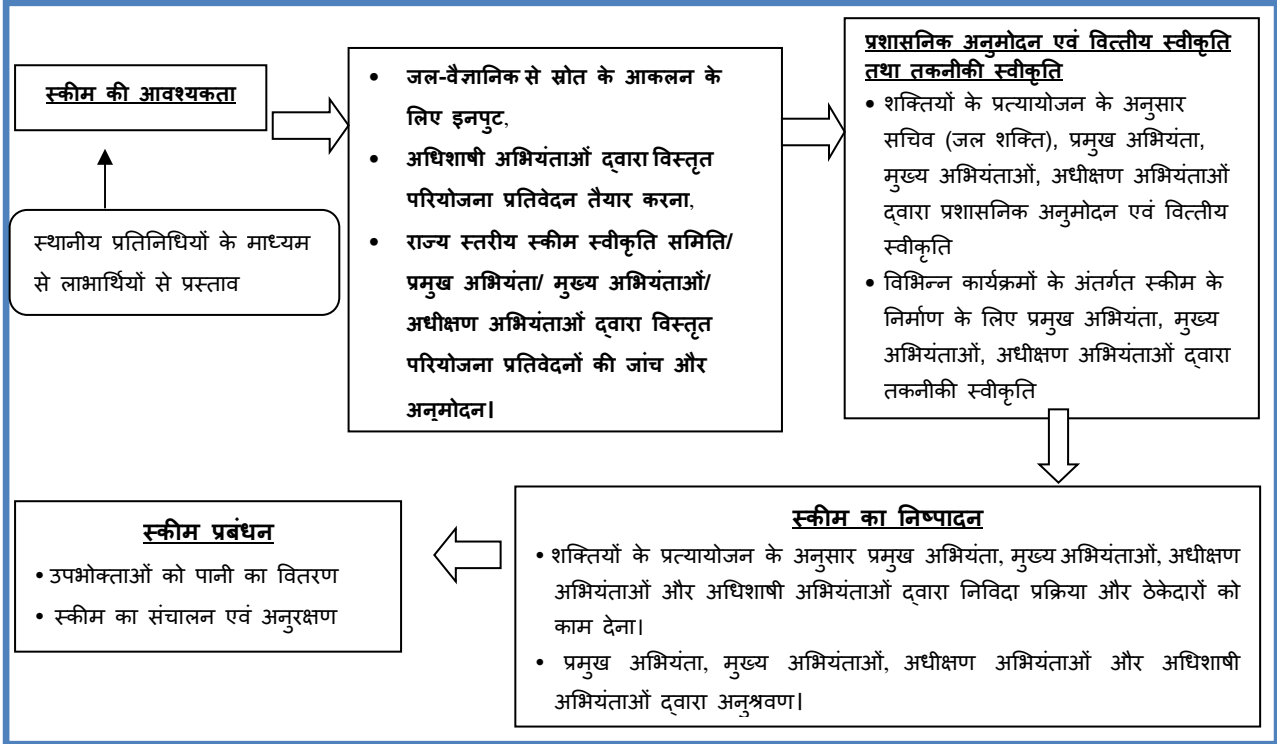 स्कीम की आवश्यकता
स्थानीय प्रतिनिधियों के माध्यम
से लाभार्थियों से प्रस्ताव
• जल-वैज्ञानिक से स्रोत के आकलन के
लिए इनपुट,
• अधिशाषी अभियंताओं द्वारा विस्तृत
परियोजना प्रतिवेदन तैयार करना,
• राज्य स्तरीय स्कीम स्वीकृति समिति/
प्रमुख अभियंता/ मुख्य अभियंताओं/
अधीक्षण अभियंताओं द्वारा विस्तृत
परियोजना प्रतिवेदनों की जांच और
अनुमोदन।
प्रशासनिक अनुमोदन एवं वित्तीय स्वीकृति
तथा तकनीकी स्वीकृति
• शक्तियों के प्रत्यायोजन के अनुसार
सचिव (जल शक्ति), प्रमुख अभियंता,
मुख्य अभियंताओं, अधीक्षण अभियंताओं
द्वारा प्रशासनिक अनुमोदन एवं वित्तीय
स्वीकृति
• विभिन्न कार्यक्रमों के अंतर्गत स्कीम के
निर्माण के लिए प्रमुख अभियंता, मुख्य
अभियंताओं, अधीक्षण अभियंताओं द्वारा
तकनीकी स्वीकृति
स्कीम का निष्पादन
• शक्तियों के प्रत्यायोजन के अनुसार प्रमुख अभियंता, मुख्य अभियंताओं, अधीक्षण
अभियंताओं और अधिशाषी अभियंताओं द्वारा निविदा प्रक्रिया और ठेकेदारों को
काम देना।
• प्रमुख अभियंता, मुख्य अभियंताओं, अधीक्षण अभियंताओं और अधिशाषी
अभियंताओं द्वारा अनुश्रवण।
स्कीम प्रबंधन
• उपभोक्ताओं को पानी का वितरण
• स्कीम का संचालन एवं अनुरक्षण